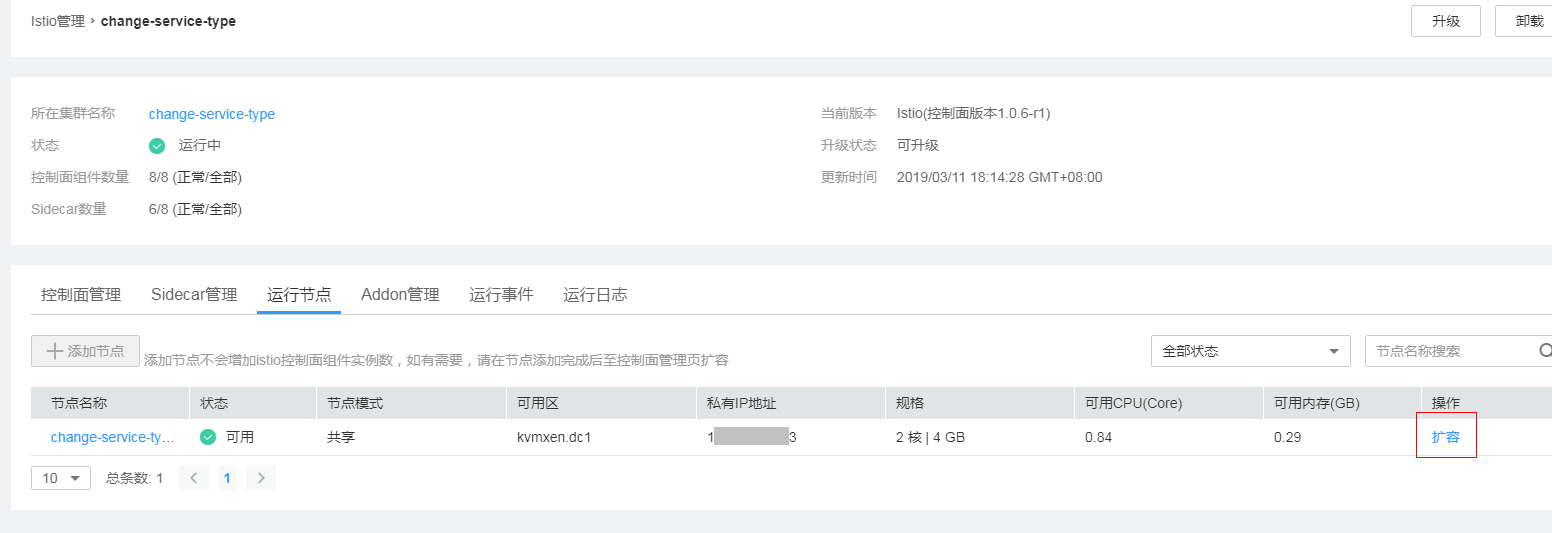 Istio管理 › change-service-type 升级 卸载
所在集群名称 change-service-type 当前版本 Istio(控制面版本1.0.6-r1)
状态 运行中 升级状态 可升级
控制面组件数量 8/8 (正常/全部) 更新时间 2019/03/11 18:14:28 GMT+08:00
Sidecar数量 6/8 (正常/全部)
控制面管理 Sidecar管理 运行节点 Addon管理 运行事件 运行日志
添加节点 添加节点不会增加istio控制面组件实例数，如有需要，请在节点添加完成后至控制面管理页扩容 全部状态 节点名称搜索
节点名称 状态 节点模式 可用区 私有IP地址 规格 可用CPU(Core) 可用内存(GB) 操作
change-service-ty... 可用 共享 kvmxen.dc1 1 3 2 核 | 4 GB 0.84 0.29 扩容
10 总条数: 1 < 1 >